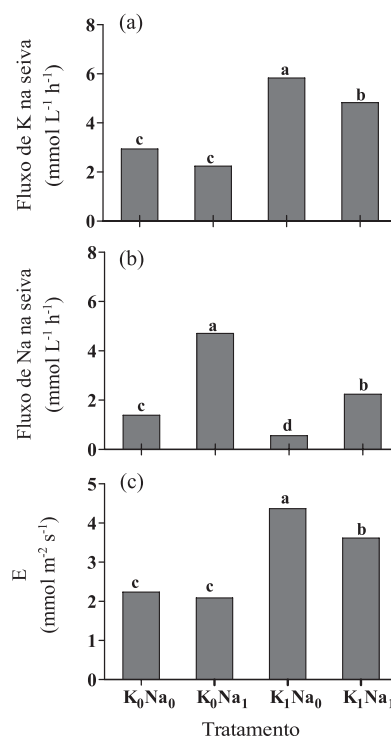 (a)
Fluxo de K na seiva
(mmol L⁻¹ h⁻¹)
8
6
4
2
0
c
c
a
b
(b)
Fluxo de Na na seiva
(mmol L⁻¹ h⁻¹)
8
6
4
2
0
c
a
d
b
(c)
E
(mmol m⁻² s⁻¹)
5
4
3
2
1
0
c
c
a
b
K₀Na₀ K₀Na₁ K₁Na₀ K₁Na₁
Tratamento